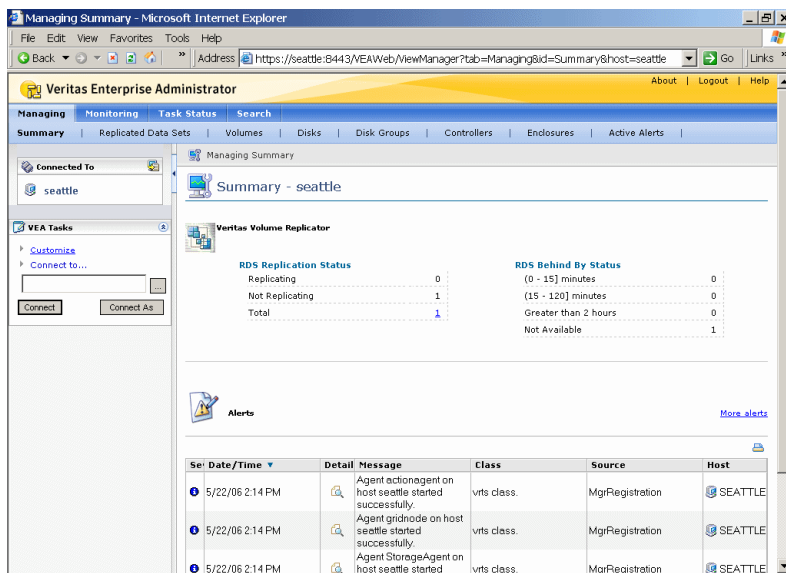 Managing Summary - Microsoft Internet Explorer
File Edit View Favorites Tools Help
Back » Address https://seattle:8443/VEAWeb/ViewManager?tab=Managing&id=Summary&host=seattle Go Links »
Veritas Enterprise Administrator
About | Logout | Help
Managing Monitoring Task Status Search
Summary | Replicated Data Sets | Volumes | Disks | Disk Groups | Controllers | Enclosures | Active Alerts |
Connected To
seattle
VEA Tasks
Customize
Connect to...
...
Connect Connect As
Managing Summary
Summary - seattle
Veritas Volume Replicator
RDS Replication Status
Replicating 0
Not Replicating 1
Total 1
RDS Behind By Status
(0 - 15] minutes 0
(15 - 120] minutes 0
Greater than 2 hours 0
Not Available 1
Alerts
More alerts
Se Date/Time Detail Message Class Source Host
5/22/06 2:14 PM Agent actionagent on host seattle started successfully. vrts class. MgrRegistration SEATTLE
5/22/06 2:14 PM Agent gridnode on host seattle started successfully. vrts class. MgrRegistration SEATTLE
5/22/06 2:14 PM Agent StorageAgent on host seattle started vrts class. MgrRegistration SEATTLE